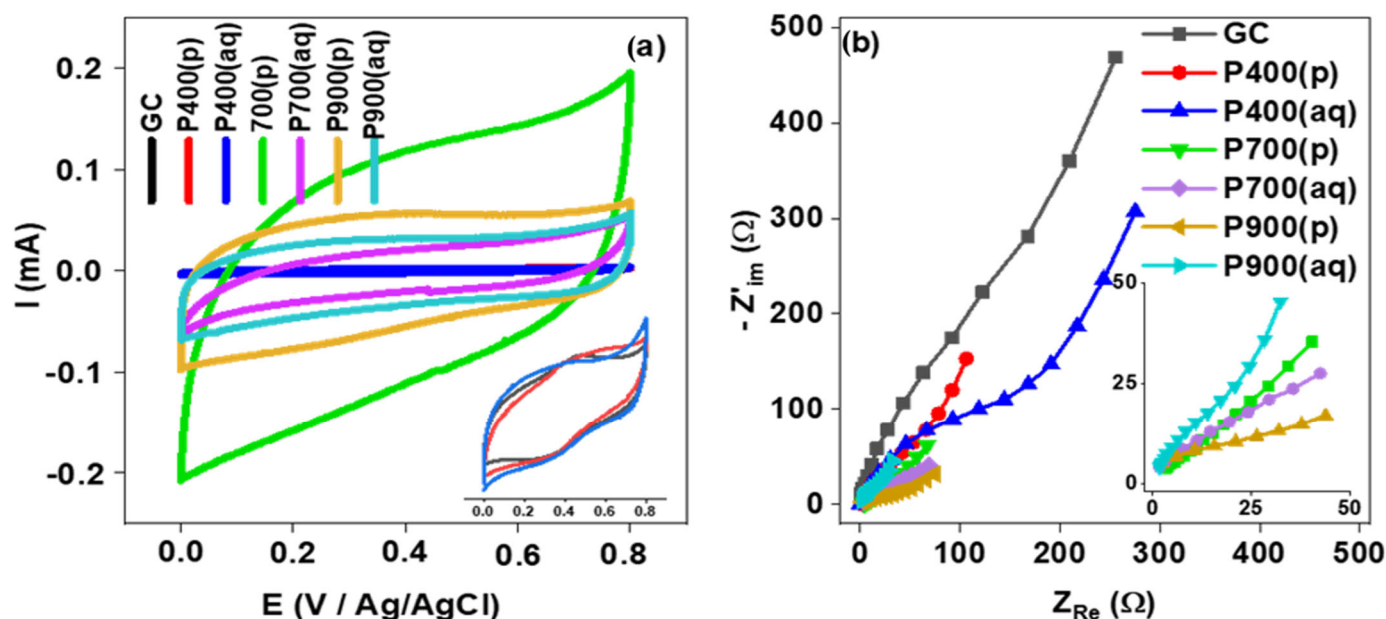 (a)
GC
P400(p)
P400(aq)
700(p)
P700(aq)
P900(p)
P900(aq)
I (mA)
0.2
0.1
0.0
-0.1
-0.2
0.0 0.2 0.4 0.6 0.8
0.0 0.2 0.4 0.6 0.8
E (V / Ag/AgCl)
(b)
GC
P400(p)
P400(aq)
P700(p)
P700(aq)
P900(p)
P900(aq)
- Z'im (Ω)
500
400
300
200
100
0
50
25
0
0 25 50
0 100 200 300 400 500
ZRe (Ω)